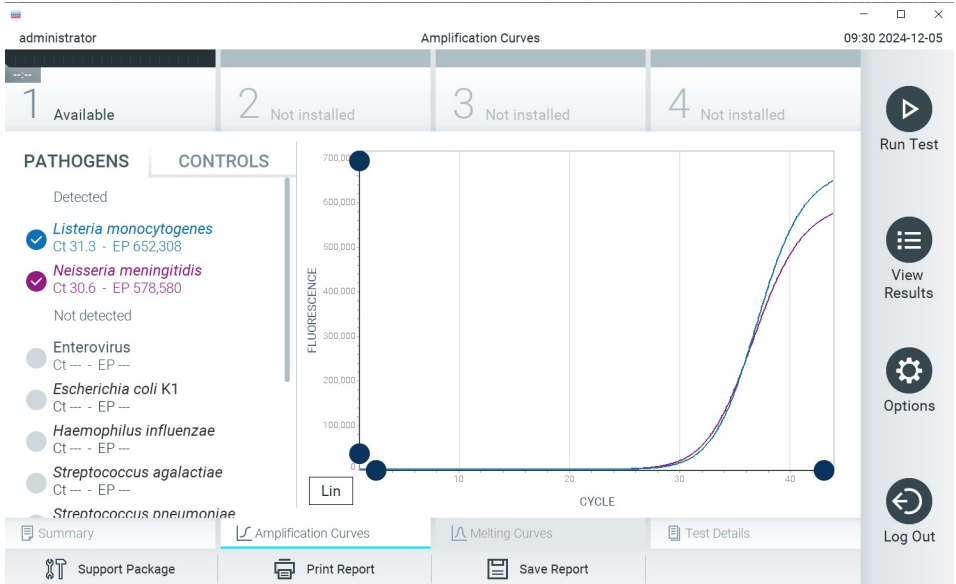 administrator
Amplification Curves
09:30 2024-12-05
--:--
1 Available
2 Not installed
3 Not installed
4 Not installed
Run Test
View
Results
Options
Log Out
PATHOGENS
CONTROLS
Detected
Listeria monocytogenes
Ct 31.3 - EP 652,308
Neisseria meningitidis
Ct 30.6 - EP 578,580
Not detected
Enterovirus
Ct --- - EP ---
Escherichia coli K1
Ct --- - EP ---
Haemophilus influenzae
Ct --- - EP ---
Streptococcus agalactiae
Ct --- - EP ---
Streptococcus pneumoniae
FLUORESCENCE
700,000
600,000
500,000
400,000
300,000
200,000
100,000
0
10
20
30
40
CYCLE
Lin
Summary
Amplification Curves
Melting Curves
Test Details
Support Package
Print Report
Save Report